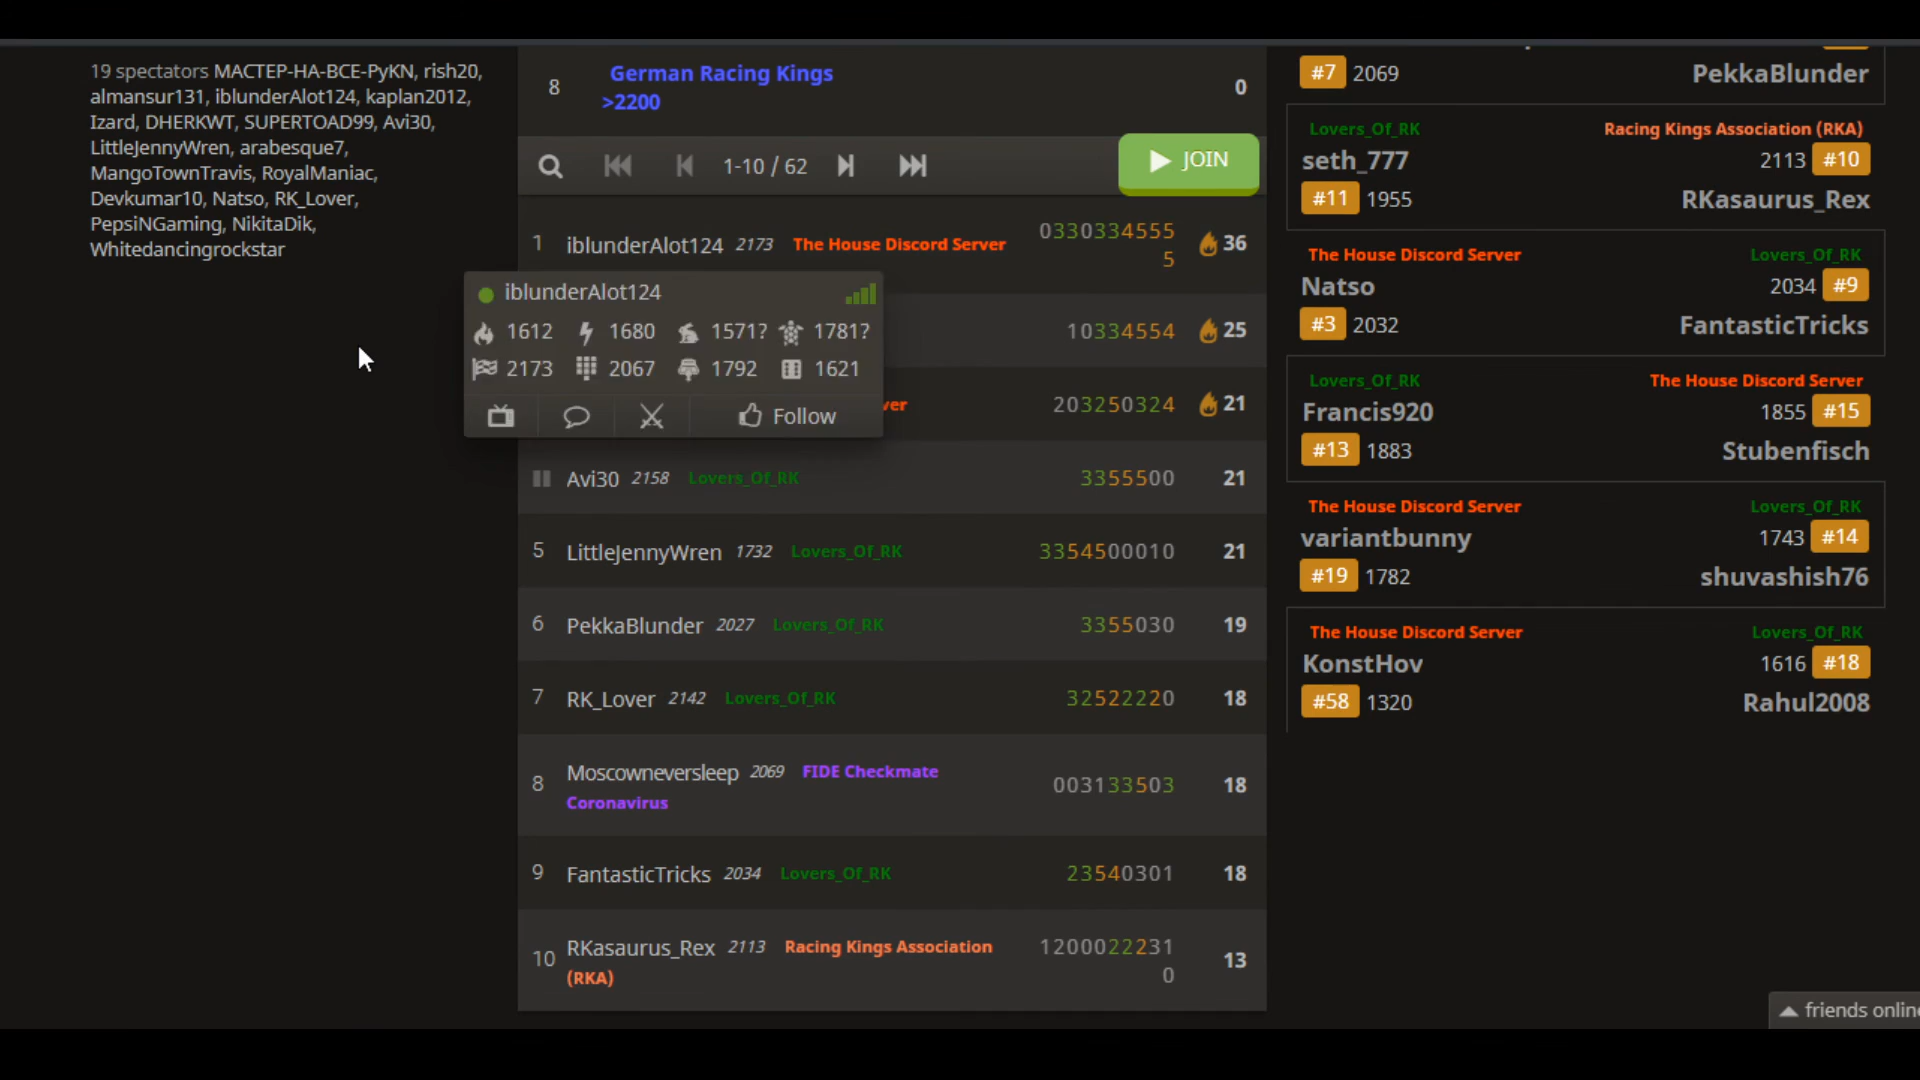 19 spectators MACTEP-HA-BCE-PyKN, rish20,
almansur131, iblunderAlot124, kaplan2012,
Izard, DHERKWT, SUPERTOAD99, Avi30,
LittleJennyWren, arabesque7,
MangoTownTravis, RoyalManiac,
Devkumar10, Natso, RK_Lover,
PepsiNGaming, NikitaDik,
Whitedancingrockstar
8 German Racing Kings 0
>2200
1-10 / 62 JOIN
1 iblunderAlot124 2173 The House Discord Server 0330334555 36
5
iblunderAlot124
1612 1680 1571? 1781?
2173 2067 1792 1621
Follow
10334554 25
ver 203250324 21
Avi30 2158 Lovers_Of_RK 3355500 21
5 LittleJennyWren 1732 Lovers_Of_RK 3354500010 21
6 PekkaBlunder 2027 Lovers_Of_RK 3355030 19
7 RK_Lover 2142 Lovers_Of_RK 32522220 18
8 Moscowneversleep 2069 FIDE Checkmate 003133503 18
Coronavirus
9 FantasticTricks 2034 Lovers_Of_RK 23540301 18
10 RKasaurus_Rex 2113 Racing Kings Association 1200022231 13
(RKA) 0
#7 2069 PekkaBlunder
Lovers_Of_RK Racing Kings Association (RKA)
seth_777 2113 #10
#11 1955 RKasaurus_Rex
The House Discord Server Lovers_Of_RK
Natso 2034 #9
#3 2032 FantasticTricks
Lovers_Of_RK The House Discord Server
Francis920 1855 #15
#13 1883 Stubenfisch
The House Discord Server Lovers_Of_RK
variantbunny 1743 #14
#19 1782 shuvashish76
The House Discord Server Lovers_Of_RK
KonstHov 1616 #18
#58 1320 Rahul2008
friends online